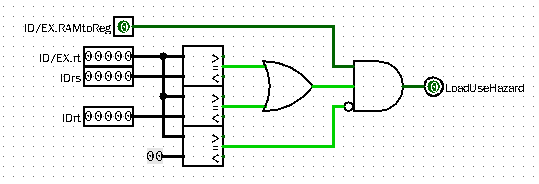 ID/EX.RAMtoReg 0
ID/EX.rt 00000
IDrs 00000
IDrt 00000
00
> = <
> = <
> = <
0 LoadUseHazard